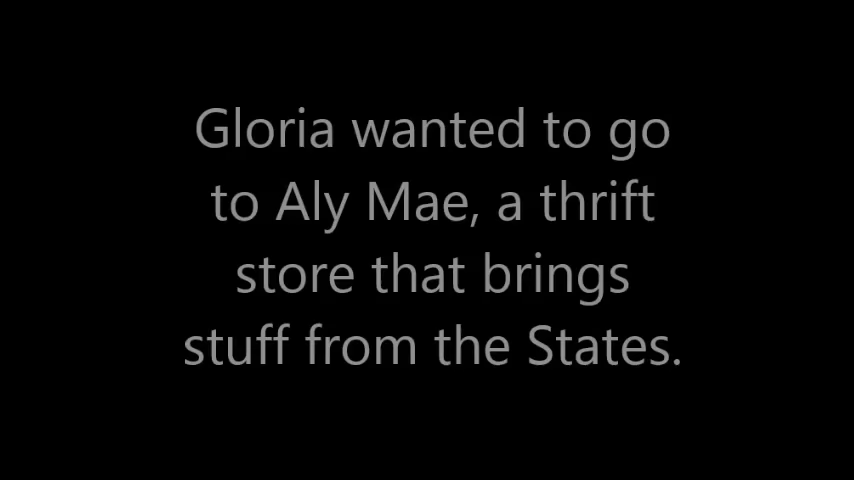 Gloria wanted to go
to Aly Mae, a thrift
store that brings
stuff from the States.